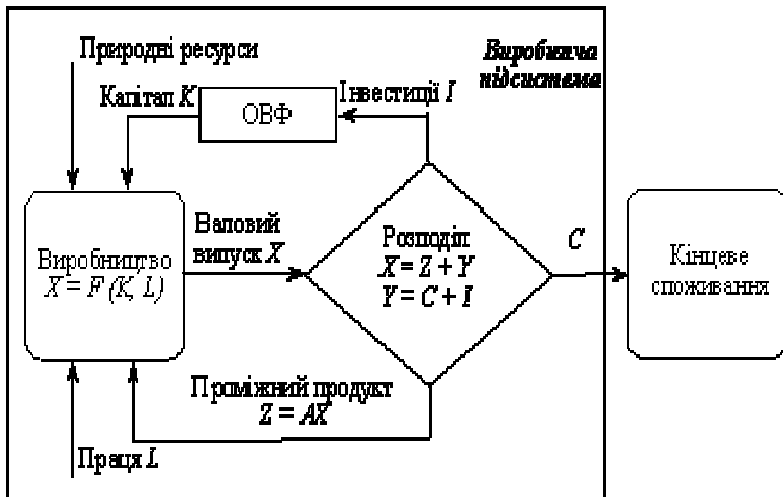 Природні ресурси
Виробнича
підсистема
Капітал K
ОВФ
Інвестиції I
Виробництво
X = F (K, L)
Валовий
випуск X
Розподіл
X = Z + Y
Y = C + I
C
Кінцеве
споживання
Проміжний продукт
Z = AX
Праця L